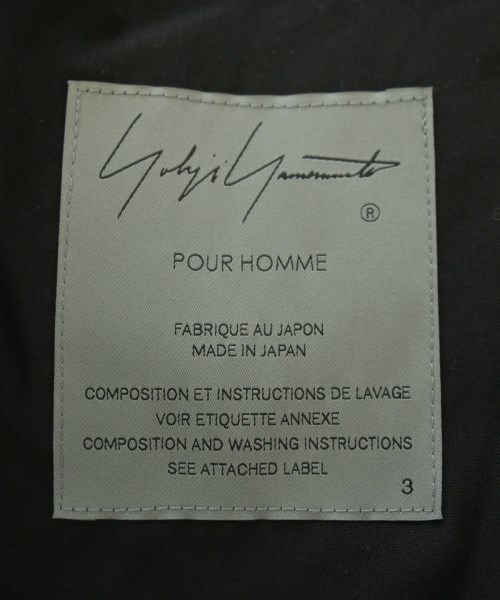 Yohji Yamamoto
®
POUR HOMME
FABRIQUE AU JAPON
MADE IN JAPAN
COMPOSITION ET INSTRUCTIONS DE LAVAGE
VOIR ETIQUETTE ANNEXE
COMPOSITION AND WASHING INSTRUCTIONS
SEE ATTACHED LABEL
3